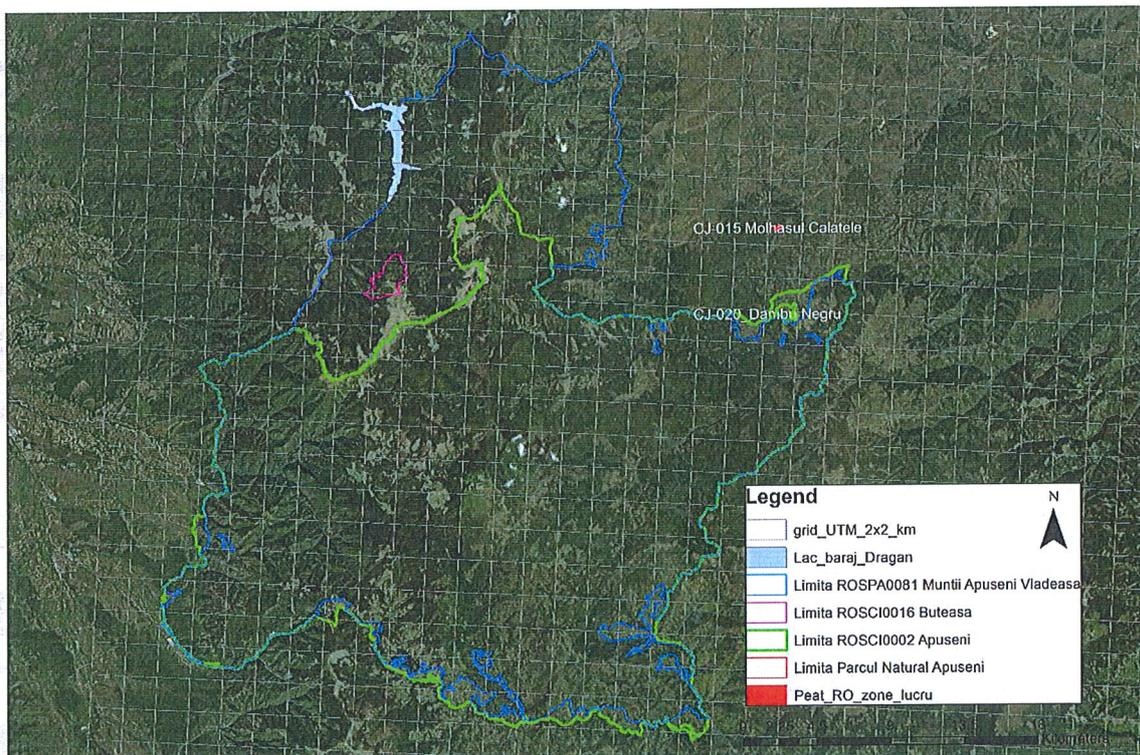 CJ-015 Molhasul Calatele
CJ-020 Dambu Negru
Legend
N
grid_UTM_2x2_km
Lac_baraj_Dragan
Limita ROSPA0081 Muntii Apuseni Vladeasa
Limita ROSCI0016 Buteasa
Limita ROSCI0002 Apuseni
Limita Parcul Natural Apuseni
Peat_RO_zone_lucru
Kilometers